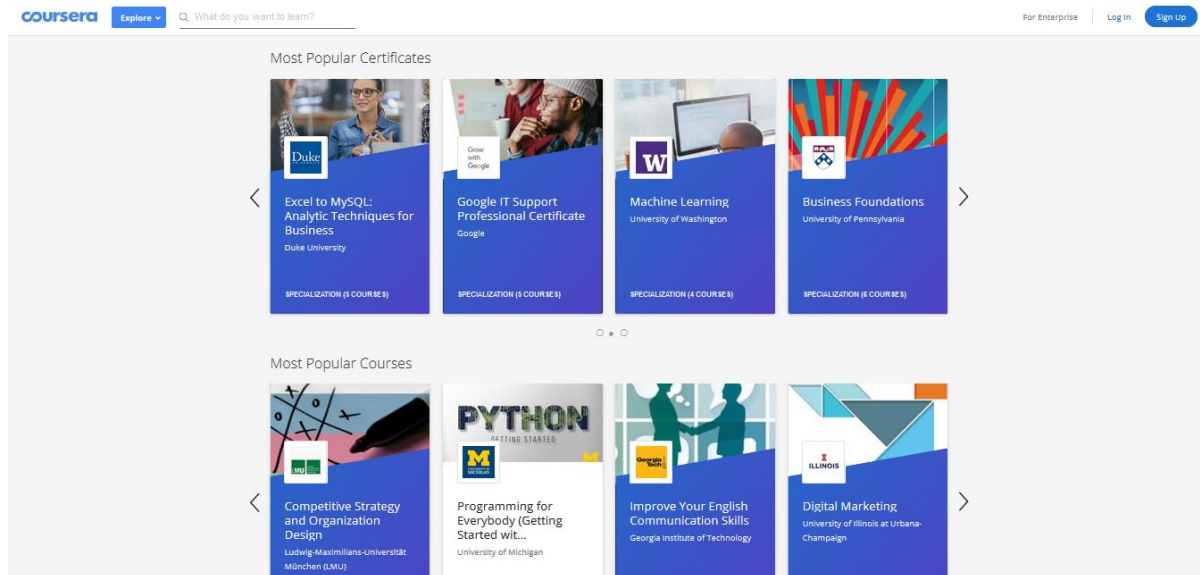 coursera Explore What do you want to learn? For Enterprise Log In Sign Up
Most Popular Certificates
Duke
UNIVERSITY
Excel to MySQL:
Analytic Techniques for
Business
Duke University
SPECIALIZATION (5 COURSES)
Grow
with
Google
Google IT Support
Professional Certificate
Google
SPECIALIZATION (5 COURSES)
W
Machine Learning
University of Washington
SPECIALIZATION (4 COURSES)
Business Foundations
University of Pennsylvania
SPECIALIZATION (6 COURSES)
Most Popular Courses
LMU
Competitive Strategy
and Organization
Design
Ludwig-Maximilians-Universität
München (LMU)
PYTHON
GETTING STARTED
M
UNIVERSITY OF
MICHIGAN
M
Programming for
Everybody (Getting
Started wit...
University of Michigan
Georgia
Tech
Improve Your English
Communication Skills
Georgia Institute of Technology
I
ILLINOIS
Digital Marketing
University of Illinois at Urbana-
Champaign